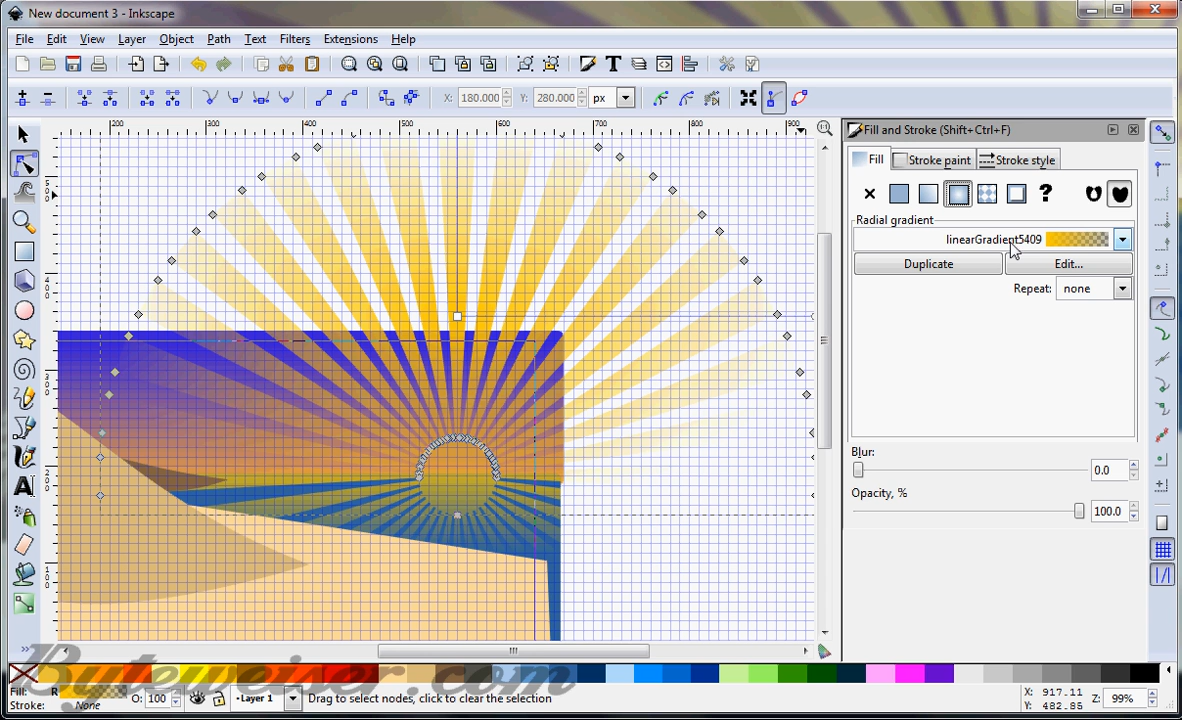 New document 3 - Inkscape
File Edit View Layer Object Path Text Filters Extensions Help
X: 180.000 Y: 280.000 px
Fill and Stroke (Shift+Ctrl+F)
Fill Stroke paint Stroke style
Radial gradient
linearGradient5409
Duplicate Edit...
Repeat: none
Blur:
0.0
Opacity, %
100.0
200 300 400 500 600 700 800 900
Byteweiser.com
Fill: R O: 100 Layer 1 Drag to select nodes, click to clear the selection X: 917.11 Z: 99%
Stroke: None Y: 482.85